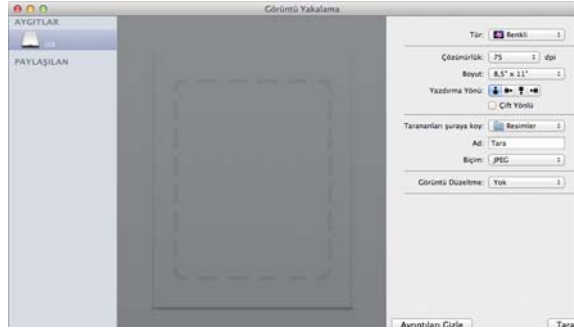 Görüntü Yakalama
AYGITLAR
PAYLAŞILAN
Tür: Renkli
Çözünürlük: 75 dpi
Boyut: 8,5" x 11"
Yazdırma Yönü:
Çift Yönlü
Tarananları şuraya koy: Resimler
Ad: Tara
Biçim: JPEG
Görüntü Düzeltme: Yok
Ayrıntıları Gizle
Tara